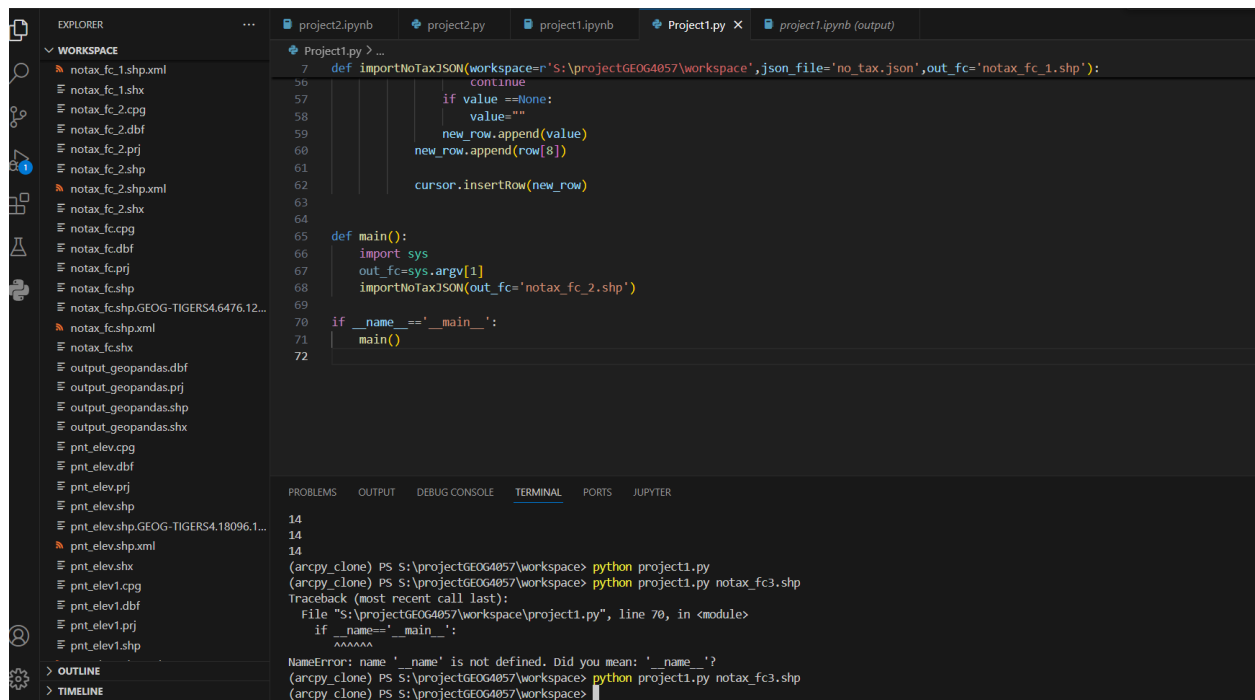 EXPLORER ...
WORKSPACE
notax_fc_1.shp.xml
notax_fc_1.shx
notax_fc_2.cpg
notax_fc_2.dbf
notax_fc_2.prj
notax_fc_2.shp
notax_fc_2.shp.xml
notax_fc_2.shx
notax_fc.cpg
notax_fc.dbf
notax_fc.prj
notax_fc.shp
notax_fc.shp.GEOG-TIGERS4.6476.12...
notax_fc.shp.xml
notax_fc.shx
output_geopandas.dbf
output_geopandas.prj
output_geopandas.shp
output_geopandas.shx
pnt_elev.cpg
pnt_elev.dbf
pnt_elev.prj
pnt_elev.shp
pnt_elev.shp.GEOG-TIGERS4.18096.1...
pnt_elev.shp.xml
pnt_elev.shx
pnt_elev1.cpg
pnt_elev1.dbf
pnt_elev1.prj
pnt_elev1.shp
OUTLINE
TIMELINE
1
project2.ipynb project2.py project1.ipynb Project1.py project1.ipynb (output)
Project1.py > ...
7 def importNoTaxJSON(workspace=r'S:\projectGEOG4057\workspace',json_file='no_tax.json',out_fc='notax_fc_1.shp'):
56 continue
57 if value ==None:
58 value=""
59 new_row.append(value)
60 new_row.append(row[8])
61
62 cursor.insertRow(new_row)
63
64
65 def main():
66 import sys
67 out_fc=sys.argv[1]
68 importNoTaxJSON(out_fc='notax_fc_2.shp')
69
70 if __name__=='__main__':
71 main()
72
PROBLEMS OUTPUT DEBUG CONSOLE TERMINAL PORTS JUPYTER
14
14
14
(arcpy_clone) PS S:\projectGEOG4057\workspace> python project1.py
(arcpy_clone) PS S:\projectGEOG4057\workspace> python project1.py notax_fc3.shp
Traceback (most recent call last):
File "S:\projectGEOG4057\workspace\project1.py", line 70, in <module>
if __name=='__main__':
^^^^^^
NameError: name '__name' is not defined. Did you mean: '__name__'?
(arcpy_clone) PS S:\projectGEOG4057\workspace> python project1.py notax_fc3.shp
(arcpy_clone) PS S:\projectGEOG4057\workspace>